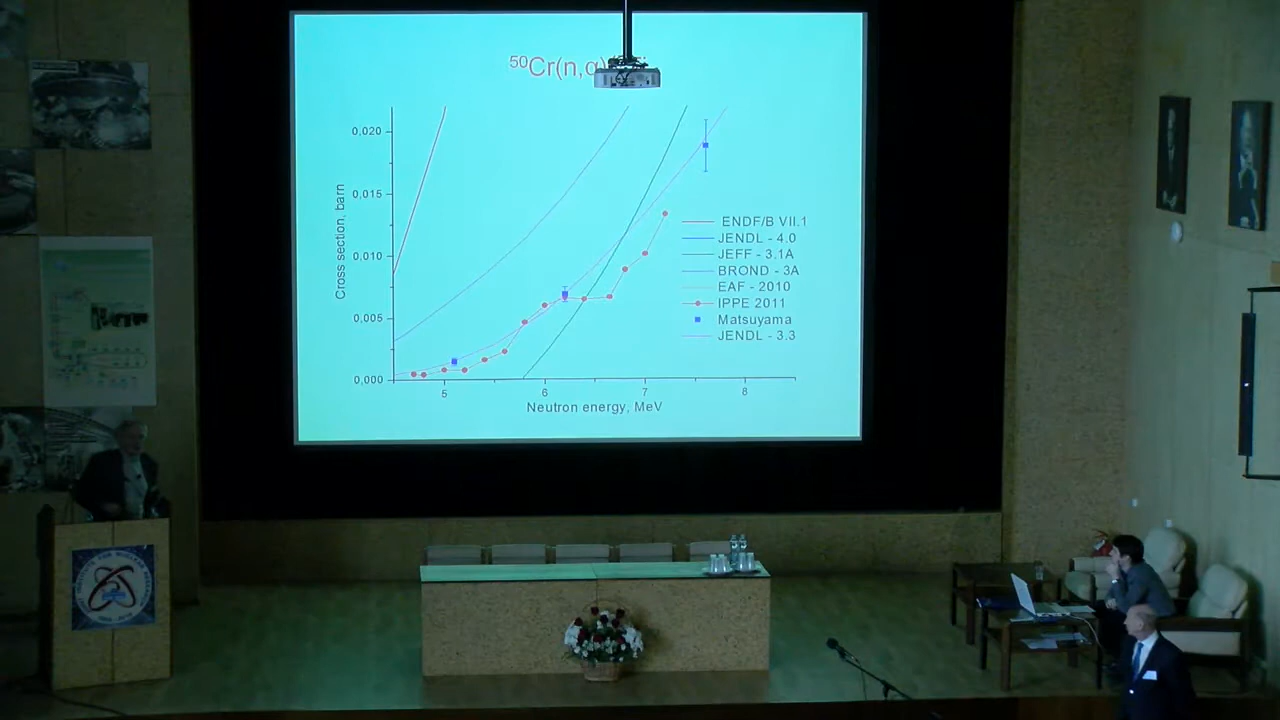 ⁵⁰Cr(n,α)
0,020
0,015
0,010
0,005
0,000
5 6 7 8
Cross section, barn
Neutron energy, MeV
ENDF/B VII.1
JENDL - 4.0
JEFF - 3.1A
BROND - 3A
EAF - 2010
IPPE 2011
Matsuyama
JENDL - 3.3